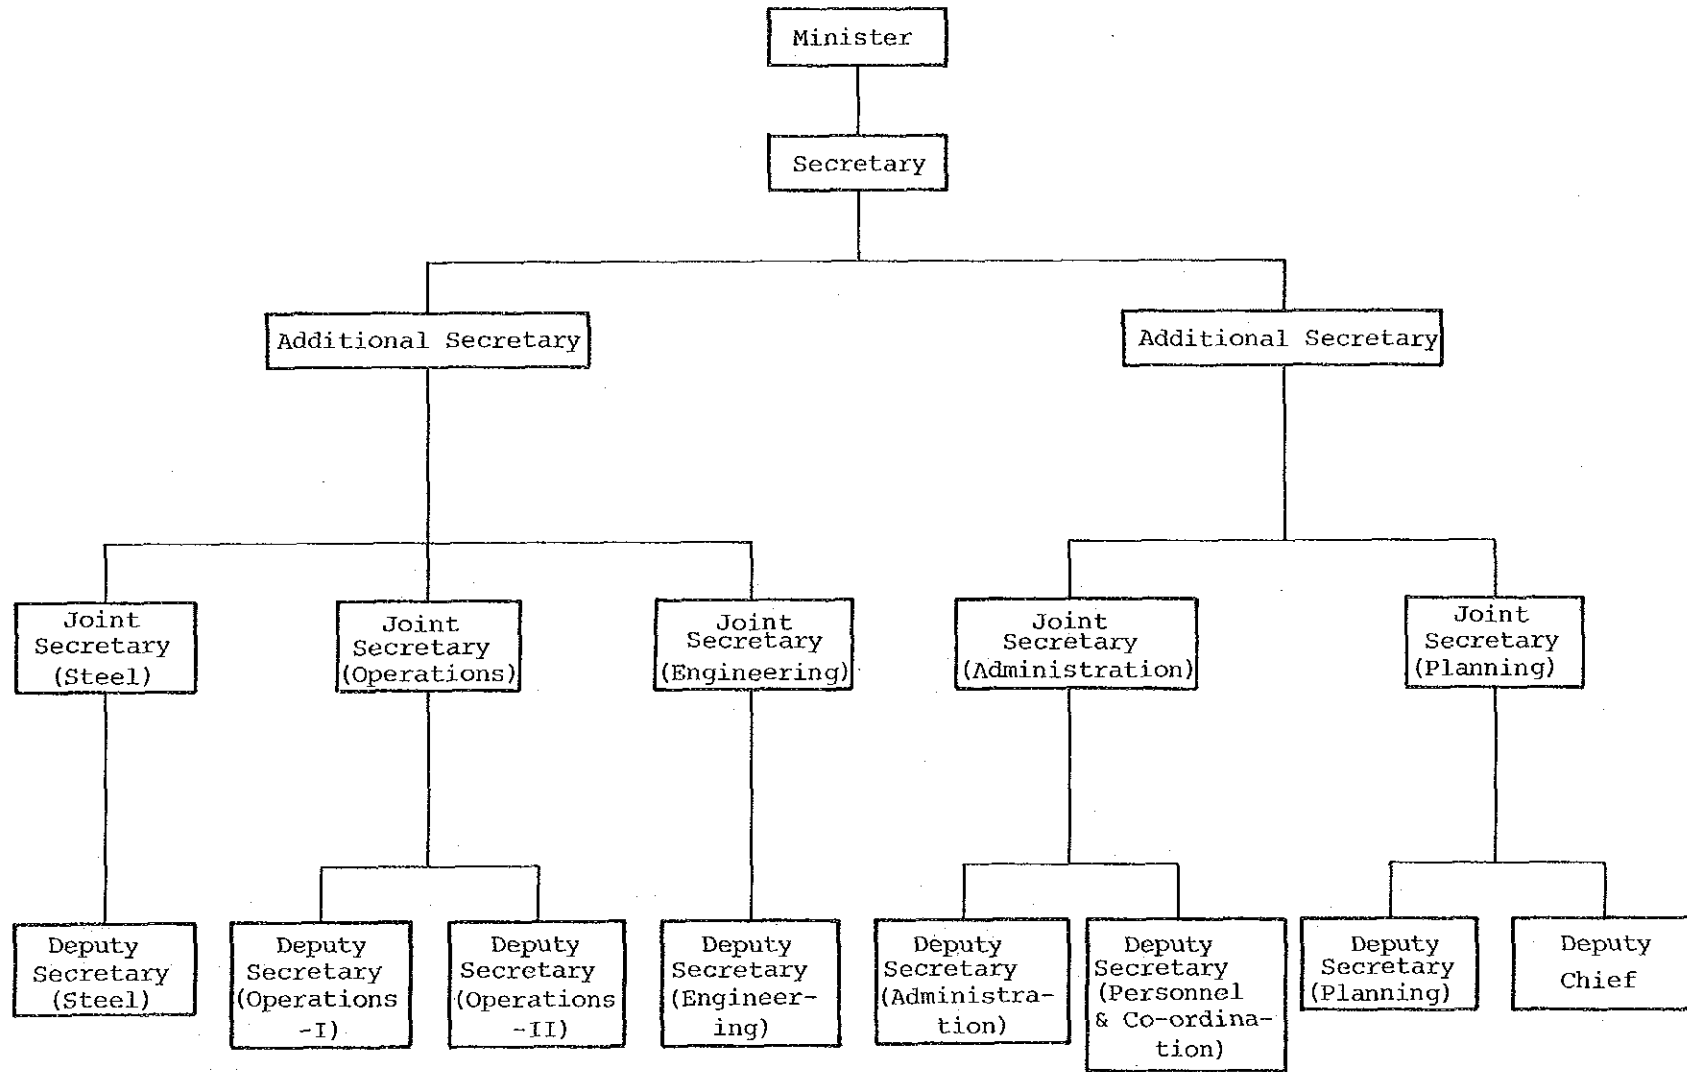 Minister
Secretary
Additional Secretary
Additional Secretary
Joint
Secretary
(Steel)
Joint
Secretary
(Operations)
Joint
Secretary
(Engineering)
Joint
Secretary
(Administration)
Joint
Secretary
(Planning)
Deputy
Secretary
(Steel)
Deputy
Secretary
(Operations
-I)
Deputy
Secretary
(Operations
-II)
Deputy
Secretary
(Engineer-
ing)
Deputy
Secretary
(Administra-
tion)
Deputy
Secretary
(Personnel
& Co-ordina-
tion)
Deputy
Secretary
(Planning)
Deputy
Chief